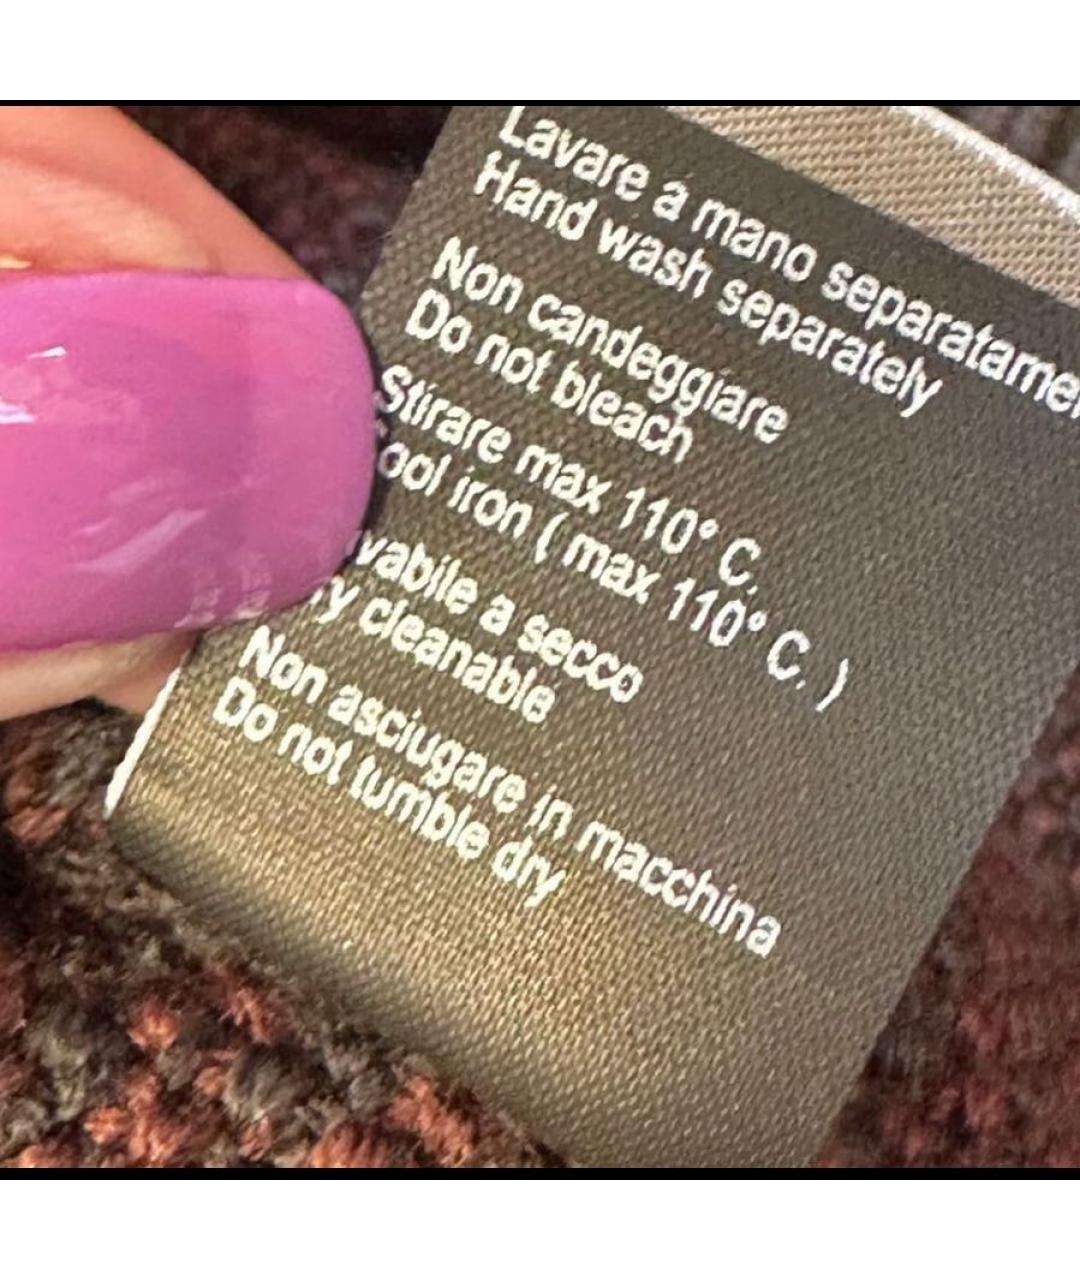 Lavare a mano separatamen
Hand wash separately
Non candeggiare
Do not bleach
Stirare max 110° C.
ool iron ( max 110° C. )
vabile a secco
ry cleanable
Non asciugare in macchina
Do not tumble dry